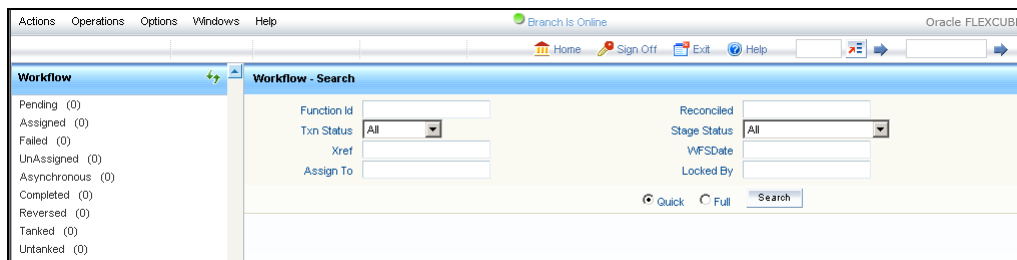 Actions Operations Options Windows Help Branch Is Online Oracle FLEXCUB
Home Sign Off Exit Help
Workflow
Pending (0)
Assigned (0)
Failed (0)
UnAssigned (0)
Asynchronous (0)
Completed (0)
Reversed (0)
Tanked (0)
Untanked (0)
Workflow - Search
Function Id Reconciled
Txn Status All Stage Status All
Xref WFSDate
Assign To Locked By
Quick Full Search